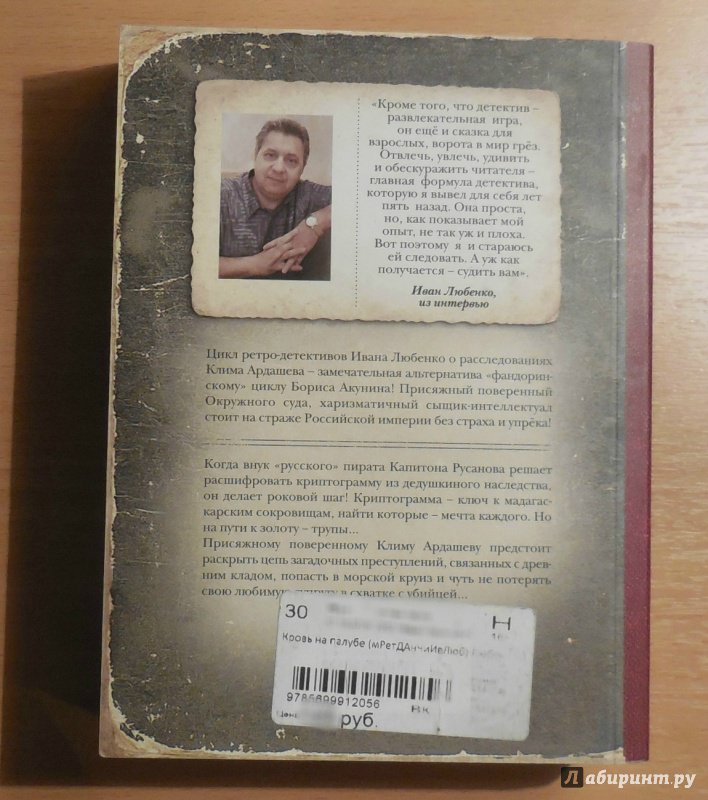 «Кроме того, что детектив –
развлекательная игра,
он ещё и сказка для
взрослых, ворота в мир грёз.
Отвлечь, увлечь, удивить
и обескуражить читателя –
главная формула детектива,
которую я вывел для себя лет
пять назад. Она проста,
но, как показывает мой
опыт, не так уж и плоха.
Вот поэтому я и стараюсь
ей следовать. А уж как
получается – судить вам».
Иван Любенко,
из интервью
Цикл ретро-детективов Ивана Любенко о расследованиях
Клима Ардашева – замечательная альтернатива «фандорин-
скому» циклу Бориса Акунина! Присяжный поверенный
Окружного суда, харизматичный сыщик-интеллектуал
стоит на страже Российской империи без страха и упрёка!
Когда внук «русского» пирата Капитона Русанова решает
расшифровать криптограмму из дедушкиного наследства,
он делает роковой шаг! Криптограмма – ключ к мадагас-
карским сокровищам, найти которые – мечта каждого. Но
на пути к золоту – трупы...
Присяжному поверенному Климу Ардашеву предстоит
раскрыть цепь загадочных преступлений, связанных с древ-
ним кладом, попасть в морской круиз и чуть не потерять
свою любимую в схватке с убийцей...
30 Н
Кровь на палубе (мРетДАнчиИвЛюб)
9785699912056
Цена руб.
Лабиринт.ру